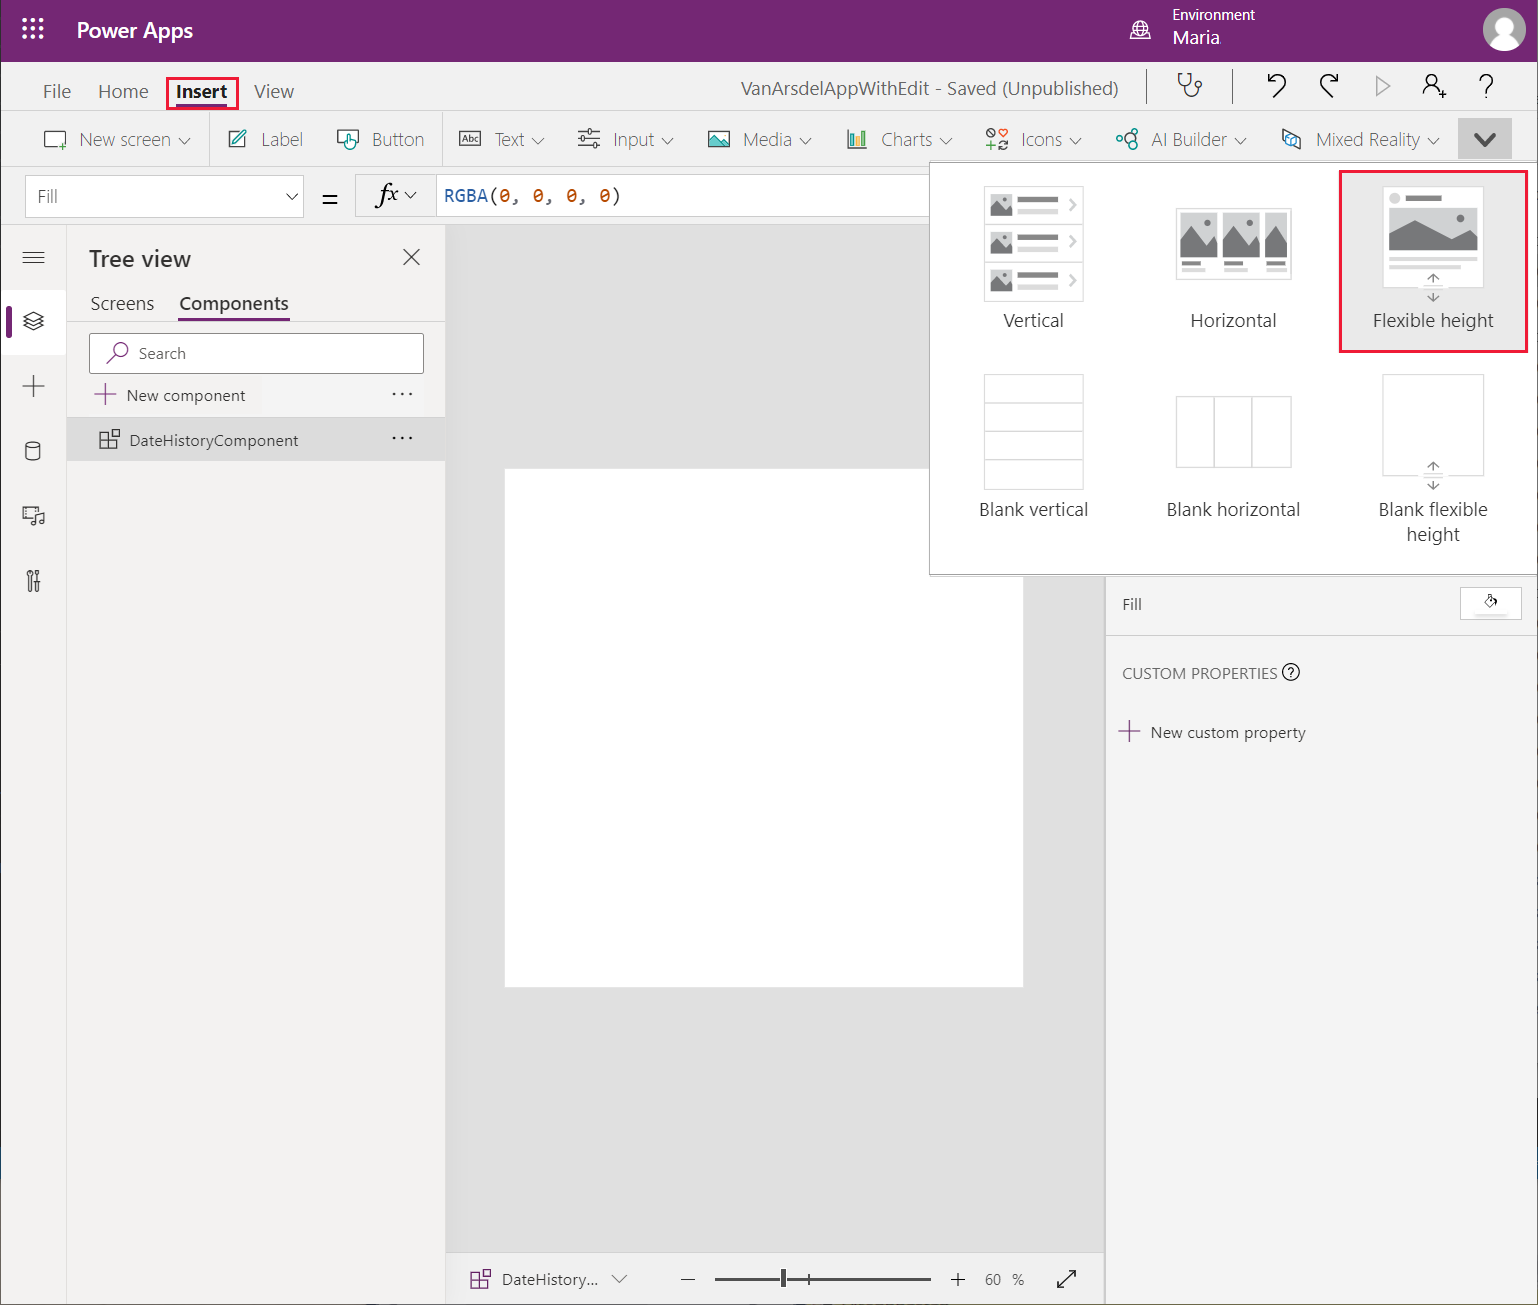 Power Apps
Environment
Maria
File Home Insert View
VanArsdelAppWithEdit - Saved (Unpublished)
New screen Label Button Abc Text Input Media Charts Icons AI Builder Mixed Reality
Fill = fx RGBA(0, 0, 0, 0)
Tree view
Screens Components
Search
New component
DateHistoryComponent
Vertical Horizontal Flexible height
Blank vertical Blank horizontal Blank flexible
height
Fill
CUSTOM PROPERTIES
New custom property
DateHistory... 60 %